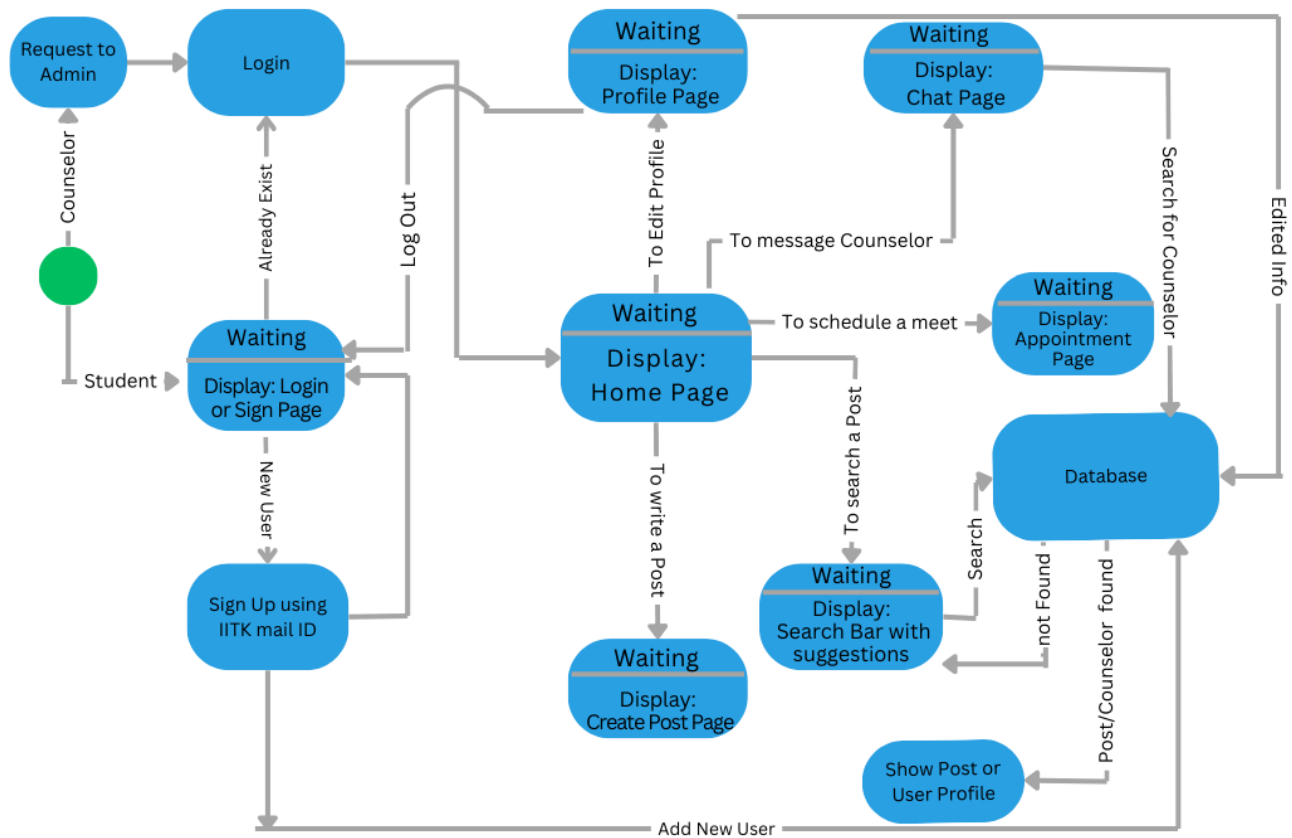 Request to
Admin
Login
Waiting
Display:
Profile Page
Waiting
Display:
Chat Page
Counselor
Already Exist
Log Out
To Edit Profile
To message Counselor
Search for Counselor
Edited Info
Waiting
Display: Login
or Sign Page
Student
Waiting
Display:
Home Page
To schedule a meet
Waiting
Display:
Appointment
Page
New User
To write a Post
To search a Post
Database
Sign Up using
IITK mail ID
Waiting
Display:
Search Bar with
suggestions
Search
not Found
Post/Counselor found
Waiting
Display:
Create Post Page
Show Post or
User Profile
Add New User